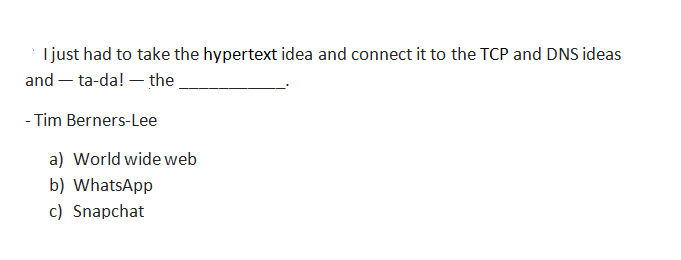 I just had to take the hypertext idea and connect it to the TCP and DNS ideas
and — ta-da! — the ___________.
- Tim Berners-Lee
a) World wide web
b) WhatsApp
c) Snapchat